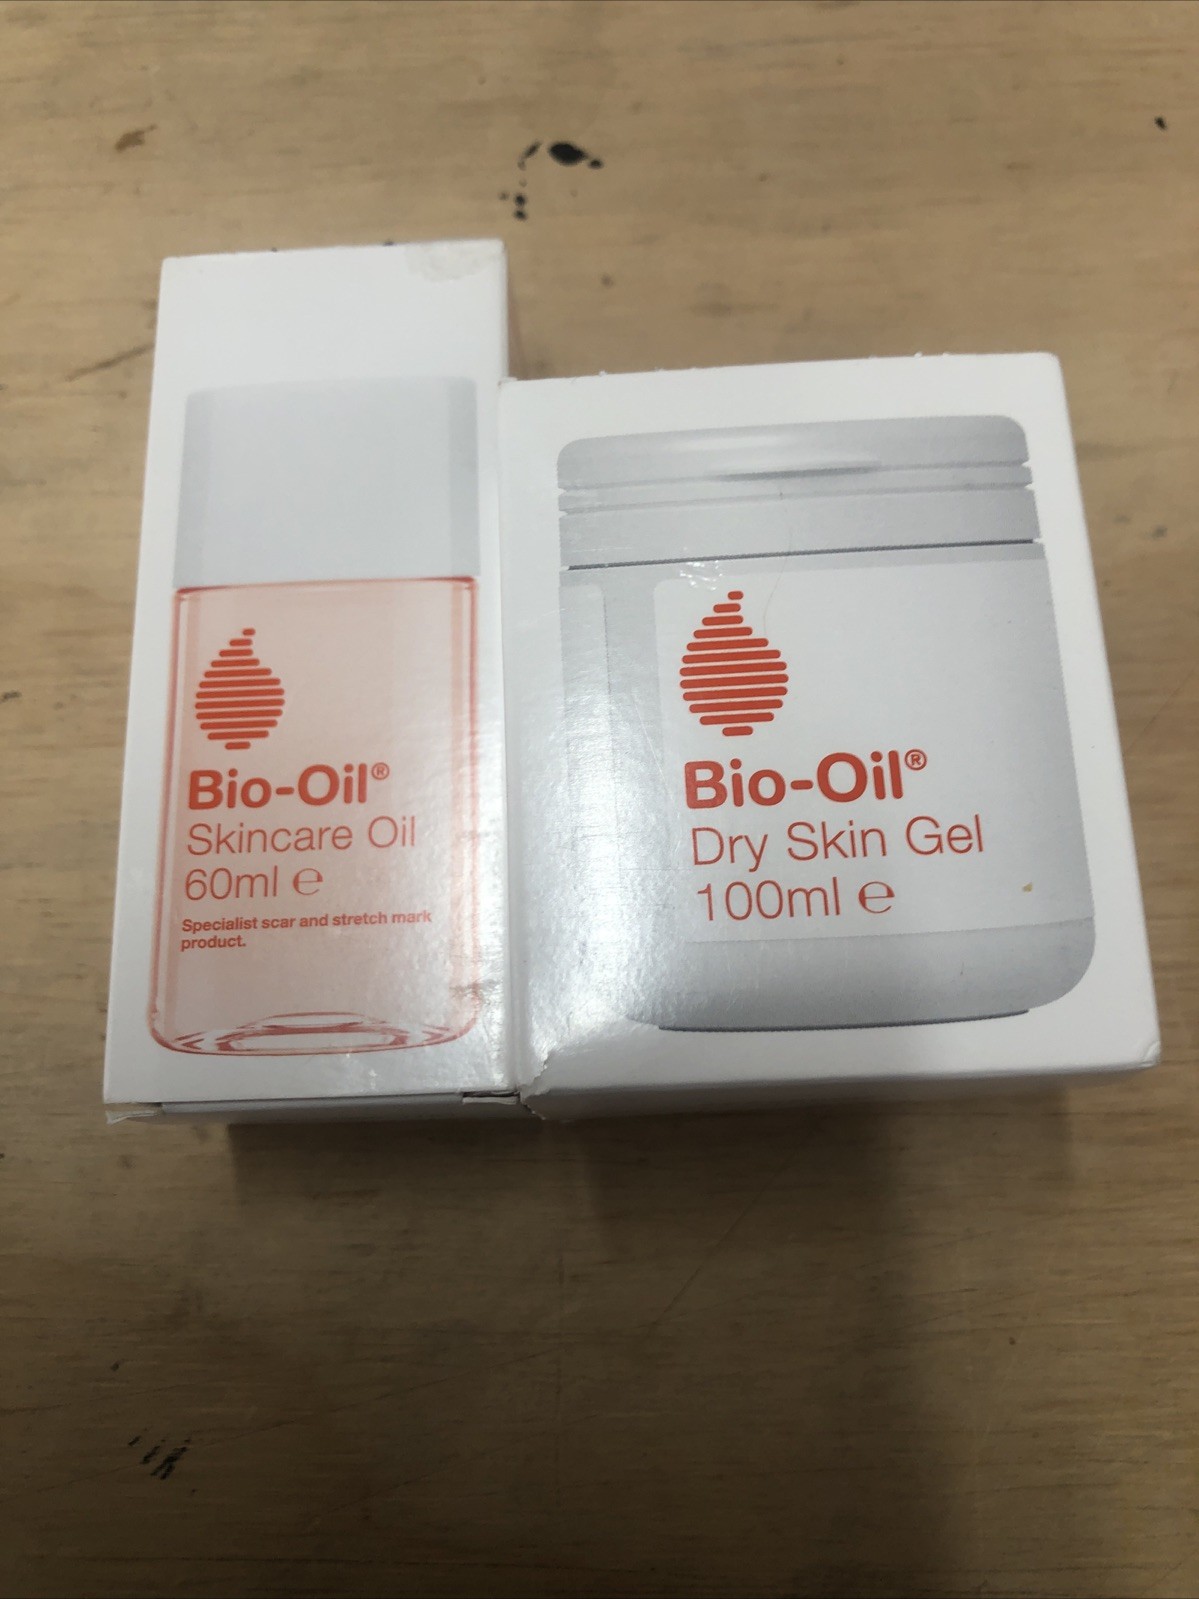 Bio-Oil®
Skincare Oil
60ml ℮
Specialist scar and stretch mark
product.
Bio-Oil®
Dry Skin Gel
100ml ℮